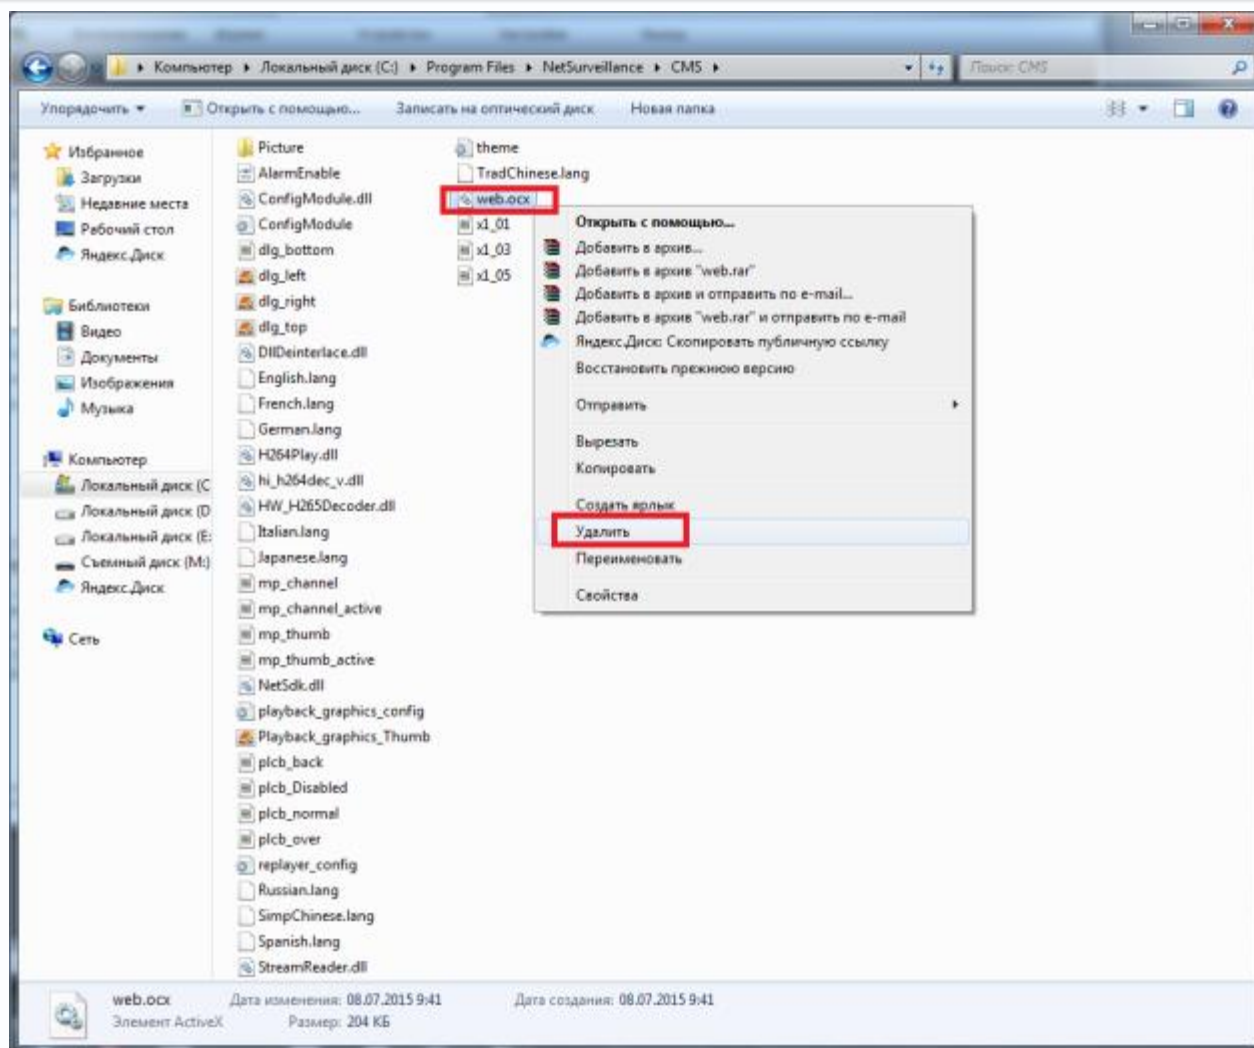 Компьютер ▸ Локальный диск (C:) ▸ Program Files ▸ NetSurveillance ▸ CMS ▸
Поиск: CMS
Упорядочить Открыть с помощью... Записать на оптический диск Новая папка
Избранное
Загрузки
Недавние места
Рабочий стол
Яндекс.Диск
Библиотеки
Видео
Документы
Изображения
Музыка
Компьютер
Локальный диск (C
Локальный диск (D
Локальный диск (E:
Съемный диск (M:)
Яндекс.Диск
Сеть
Picture
AlarmEnable
ConfigModule.dll
ConfigModule
dlg_bottom
dlg_left
dlg_right
dlg_top
DllDeinterlace.dll
English.lang
French.lang
German.lang
H264Play.dll
hi_h264dec_v.dll
HW_H265Decoder.dll
Italian.lang
Japanese.lang
mp_channel
mp_channel_active
mp_thumb
mp_thumb_active
NetSdk.dll
playback_graphics_config
Playback_graphics_Thumb
plcb_back
plcb_Disabled
plcb_normal
plcb_over
replayer_config
Russian.lang
SimpChinese.lang
Spanish.lang
StreamReader.dll
theme
TradChinese.lang
web.ocx
x1_01
x1_03
x1_05
Открыть с помощью...
Добавить в архив...
Добавить в архив "web.rar"
Добавить в архив и отправить по e-mail...
Добавить в архив "web.rar" и отправить по e-mail
Яндекс.Диск: Скопировать публичную ссылку
Восстановить прежнюю версию
Отправить
Вырезать
Копировать
Создать ярлык
Удалить
Переименовать
Свойства
web.ocx Дата изменения: 08.07.2015 9:41 Дата создания: 08.07.2015 9:41
Элемент ActiveX Размер: 204 КБ